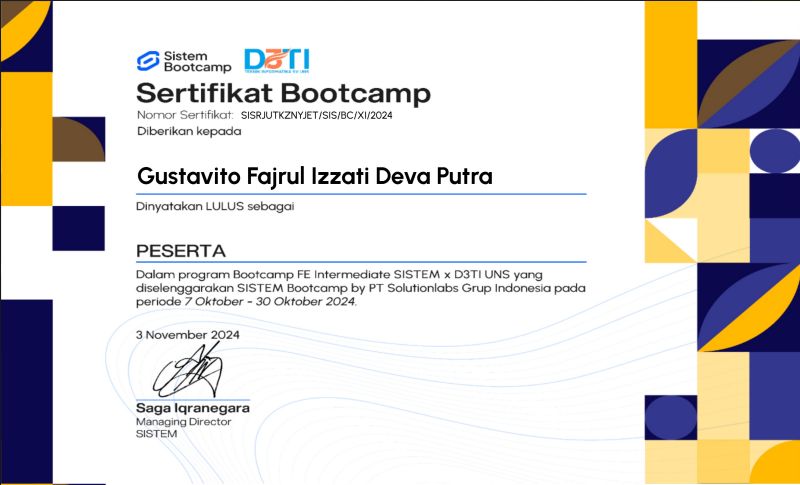 Sistem
Bootcamp
D3TI
TEKNIK INFORMATIKA SV UNS
Sertifikat Bootcamp
Nomor Sertifikat: SISRJUTKZNYJET/SIS/BC/XI/2024
Diberikan kepada
Gustavito Fajrul Izzati Deva Putra
Dinyatakan LULUS sebagai
PESERTA
Dalam program Bootcamp FE Intermediate SISTEM x D3TI UNS yang
diselenggarakan SISTEM Bootcamp by PT Solutionlabs Grup Indonesia pada
periode 7 Oktober - 30 Oktober 2024.
3 November 2024
Saga Iqranegara
Managing Director
SISTEM